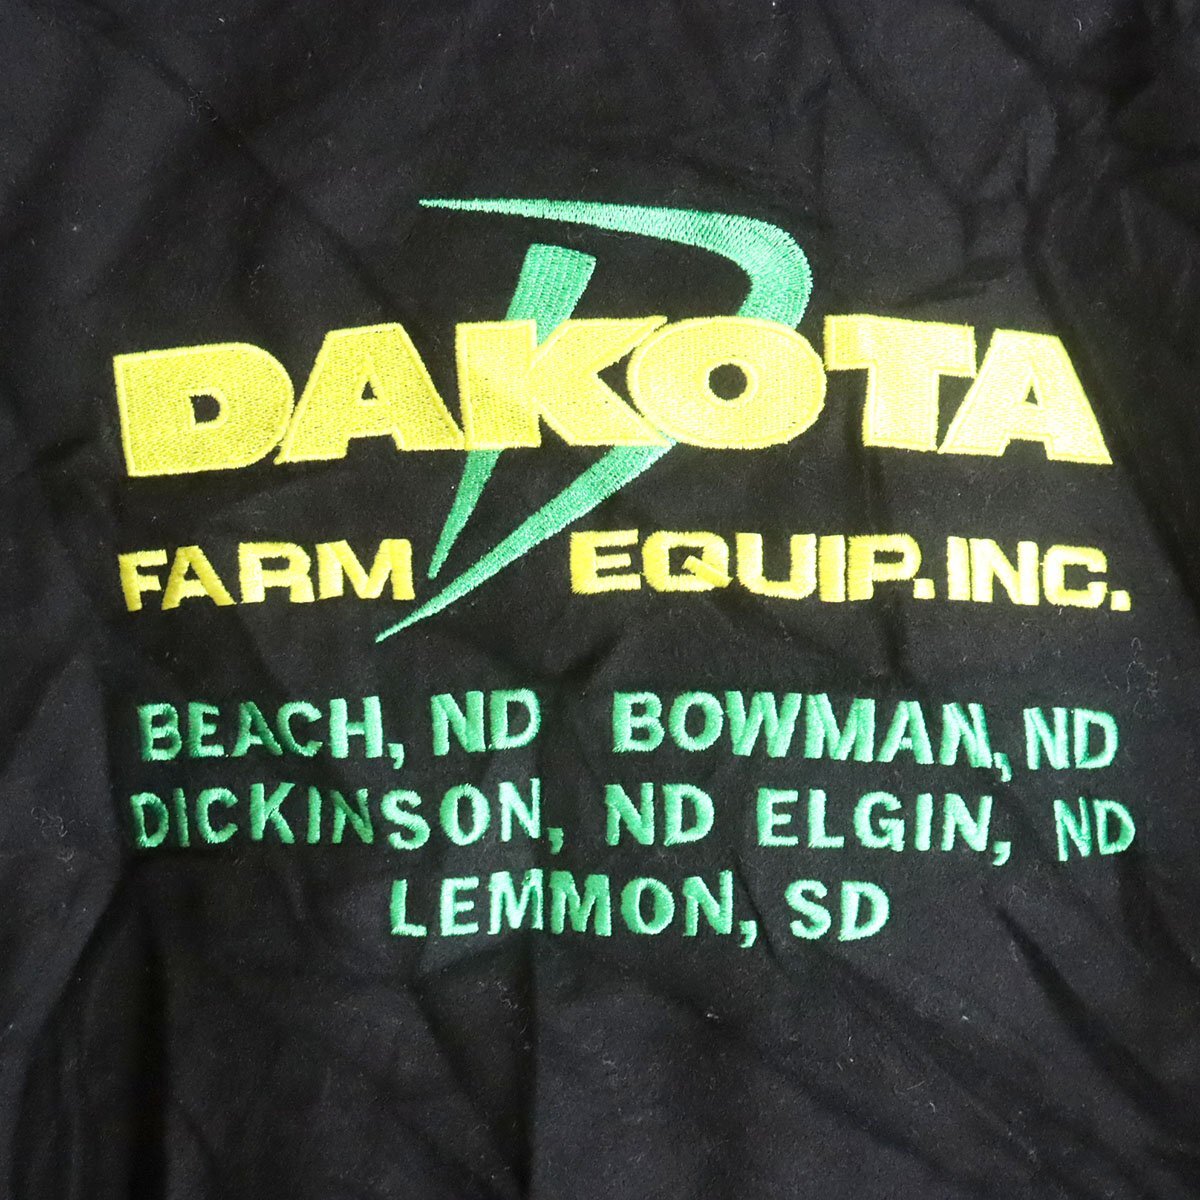 DAKOTA
FARM EQUIP. INC.
BEACH, ND BOWMAN, ND
DICKINSON, ND ELGIN, ND
LEMMON, SD